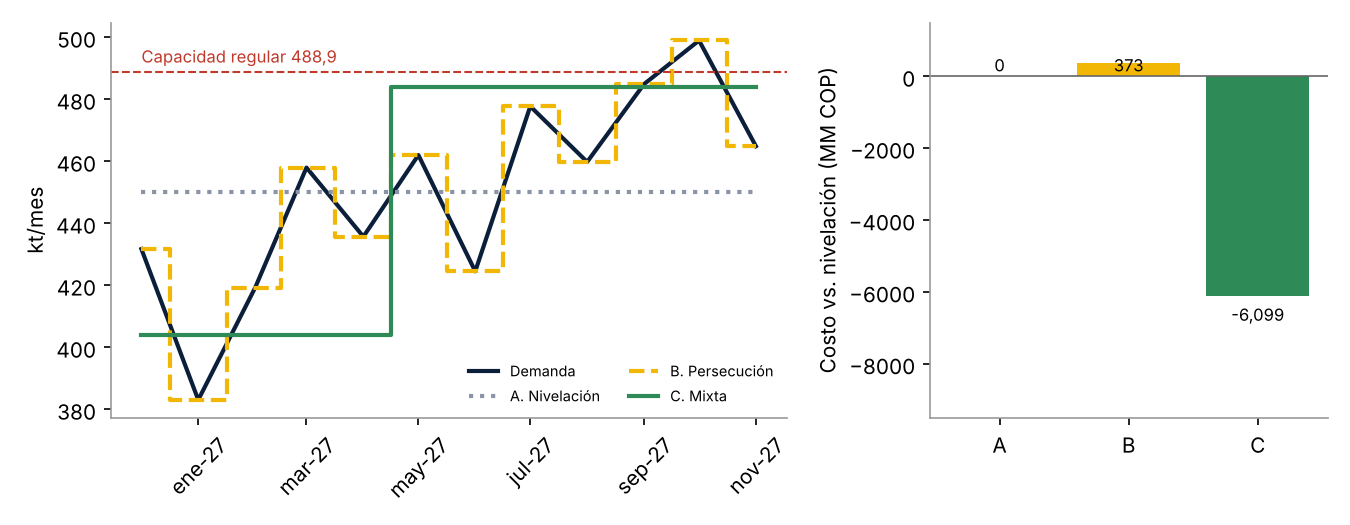 kt/mes
500
480
460
440
420
400
380
Capacidad regular 488,9
Demanda
A. Nivelación
B. Persecución
C. Mixta
ene-27
mar-27
may-27
jul-27
sep-27
nov-27
Costo vs. nivelación (MM COP)
0
−2000
−4000
−6000
−8000
0
373
-6,099
A
B
C